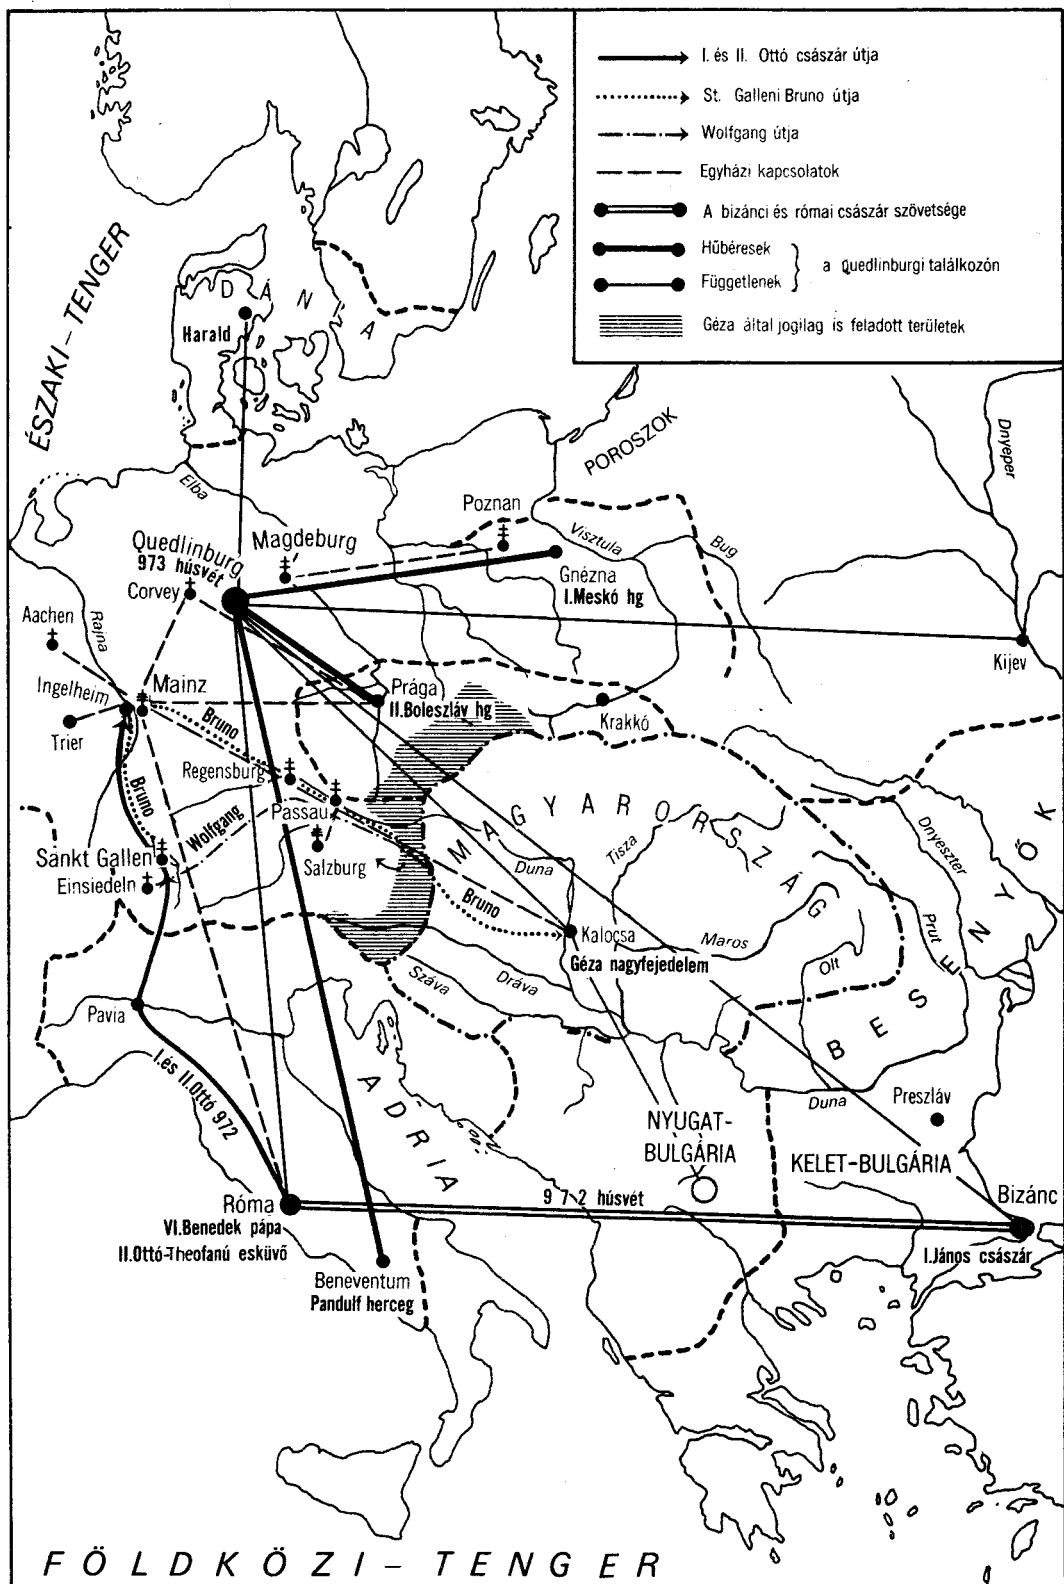 I. és II. Ottó császár útja
St. Galleni Bruno útja
Wolfgang útja
Egyházi kapcsolatok
A bizánci és római császár szövetsége
Hűbéresek
Függetlenek
a quedlinburgi találkozón
Géza által jogilag is feladott területek
ÉSZAKI-TENGER
DÁNIA
Harald
POROSZOK
Dnyeper
Elba
Poznan
Visztula
Bug
Quedlinburg
973 húsvét
Magdeburg
Gnézna
I.Meskó hg
Corvey
Aachen
Rajna
Kijev
Ingelheim
Mainz
Prága
II.Boleszláv hg
Krakkó
Trier
Bruno
Regensburg
Bruno
Passau
Wolfgang
MAGYARORSZÁG
Tisza
Duna
Dnyeszter
Sankt Gallen
Salzburg
Einsiedeln
Bruno
Kalocsa
Géza nagyfejedelem
Maros
Olt
Prut
BESENYŐK
Száva
Dráva
Pavia
I.és II.Ottó 972
ADRIA
Duna
Preszláv
NYUGAT-
BULGÁRIA
KELET-BULGÁRIA
Róma
VI.Benedek pápa
II.Ottó-Theofanú esküvő
972 húsvét
Bizánc
I.János császár
Beneventum
Pandulf herceg
FÖLDKÖZI-TENGER